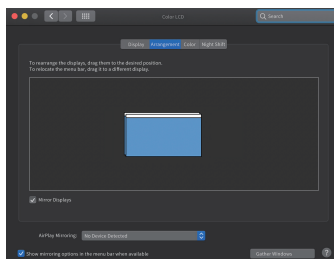 Color LCD
Search
Display Arrangement Color Night Shift
To rearrange the displays, drag them to the desired position.
To relocate the menu bar, drag it to a different display.
Mirror Displays
AirPlay Mirroring: No Device Detected
Show mirroring options in the menu bar when available
Gather Windows
?